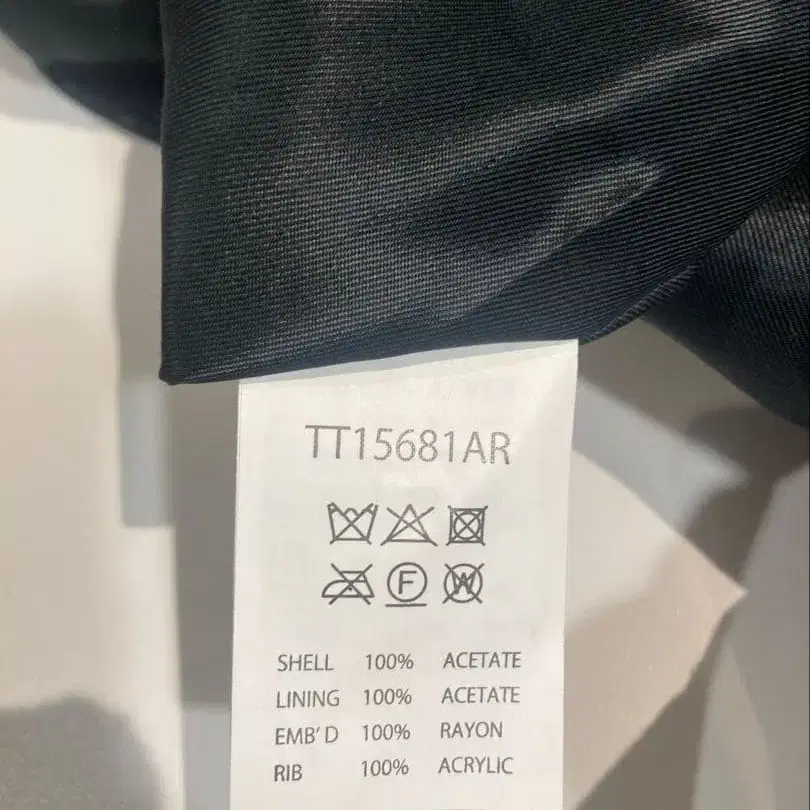 TT15681AR
F W
SHELL 100% ACETATE
LINING 100% ACETATE
EMB'D 100% RAYON
RIB 100% ACRYLIC